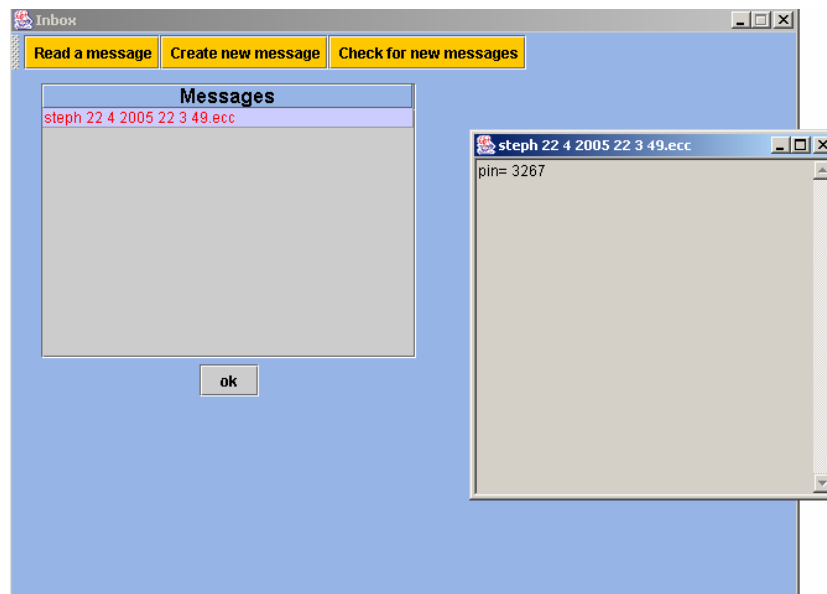 Inbox
Read a message Create new message Check for new messages
Messages
steph 22 4 2005 22 3 49.ecc
steph 22 4 2005 22 3 49.ecc
pin= 3267
ok